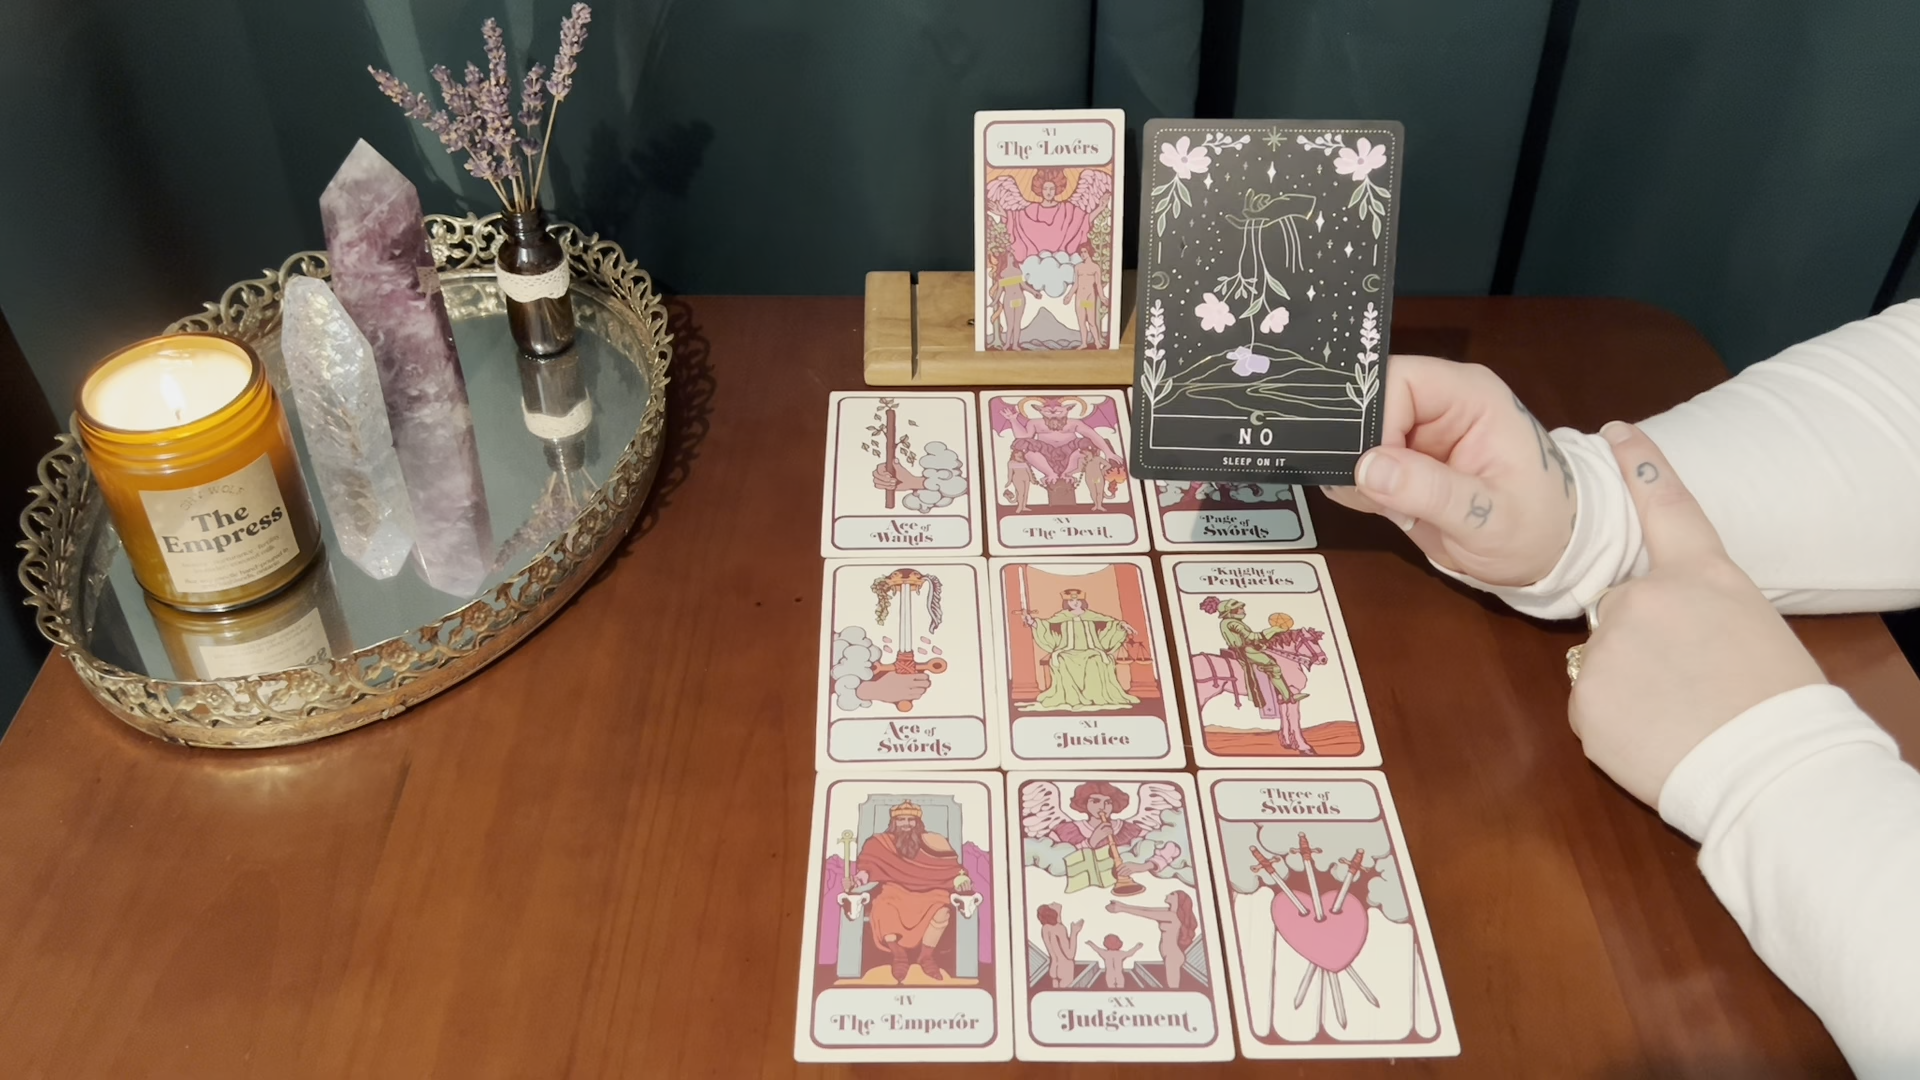 VI
The Lovers
NO
SLEEP ON IT
Ace of
Wands
XV
The Devil
Page of
Swords
Ace of
Swords
XI
Justice
Knight of
Pentacles
IV
The Emperor
XX
Judgement
Three of
Swords
The
Empress